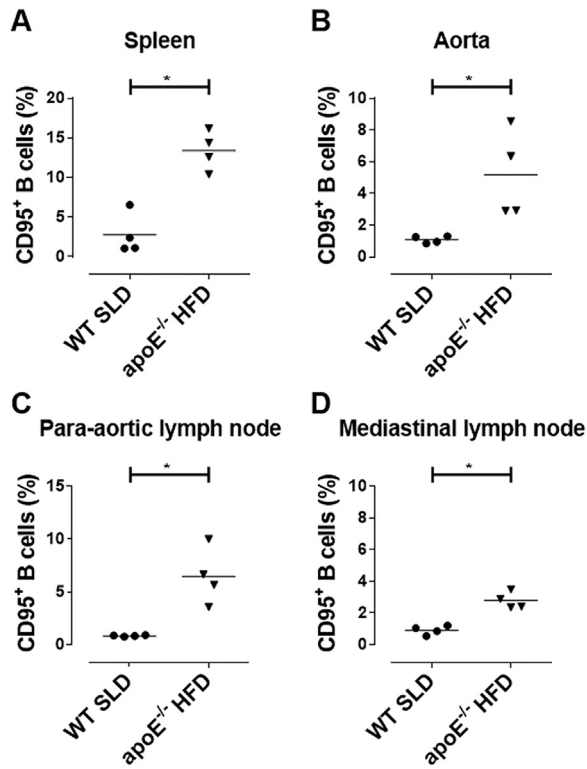 A
Spleen
*
CD95+ B cells (%)
20
15
10
5
0
WT SLD
apoE-/- HFD
B
Aorta
*
CD95+ B cells (%)
10
8
6
4
2
0
WT SLD
apoE-/- HFD
C
Para-aortic lymph node
*
CD95+ B cells (%)
15
10
5
0
WT SLD
apoE-/- HFD
D
Mediastinal lymph node
*
CD95+ B cells (%)
10
8
6
4
2
0
WT SLD
apoE-/- HFD